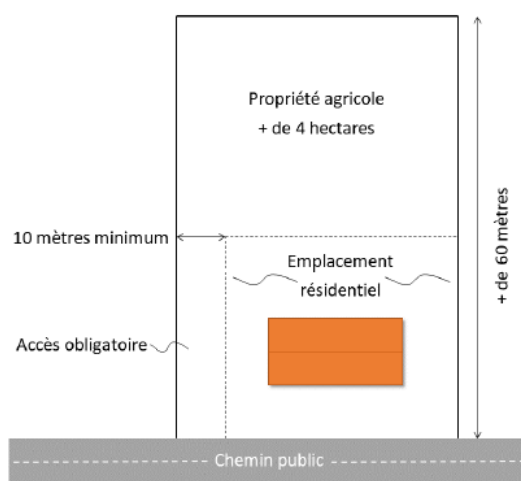 Propriété agricole
+ de 4 hectares
10 mètres minimum
+ de 60 mètres
Emplacement
résidentiel
Accès obligatoire
Chemin public